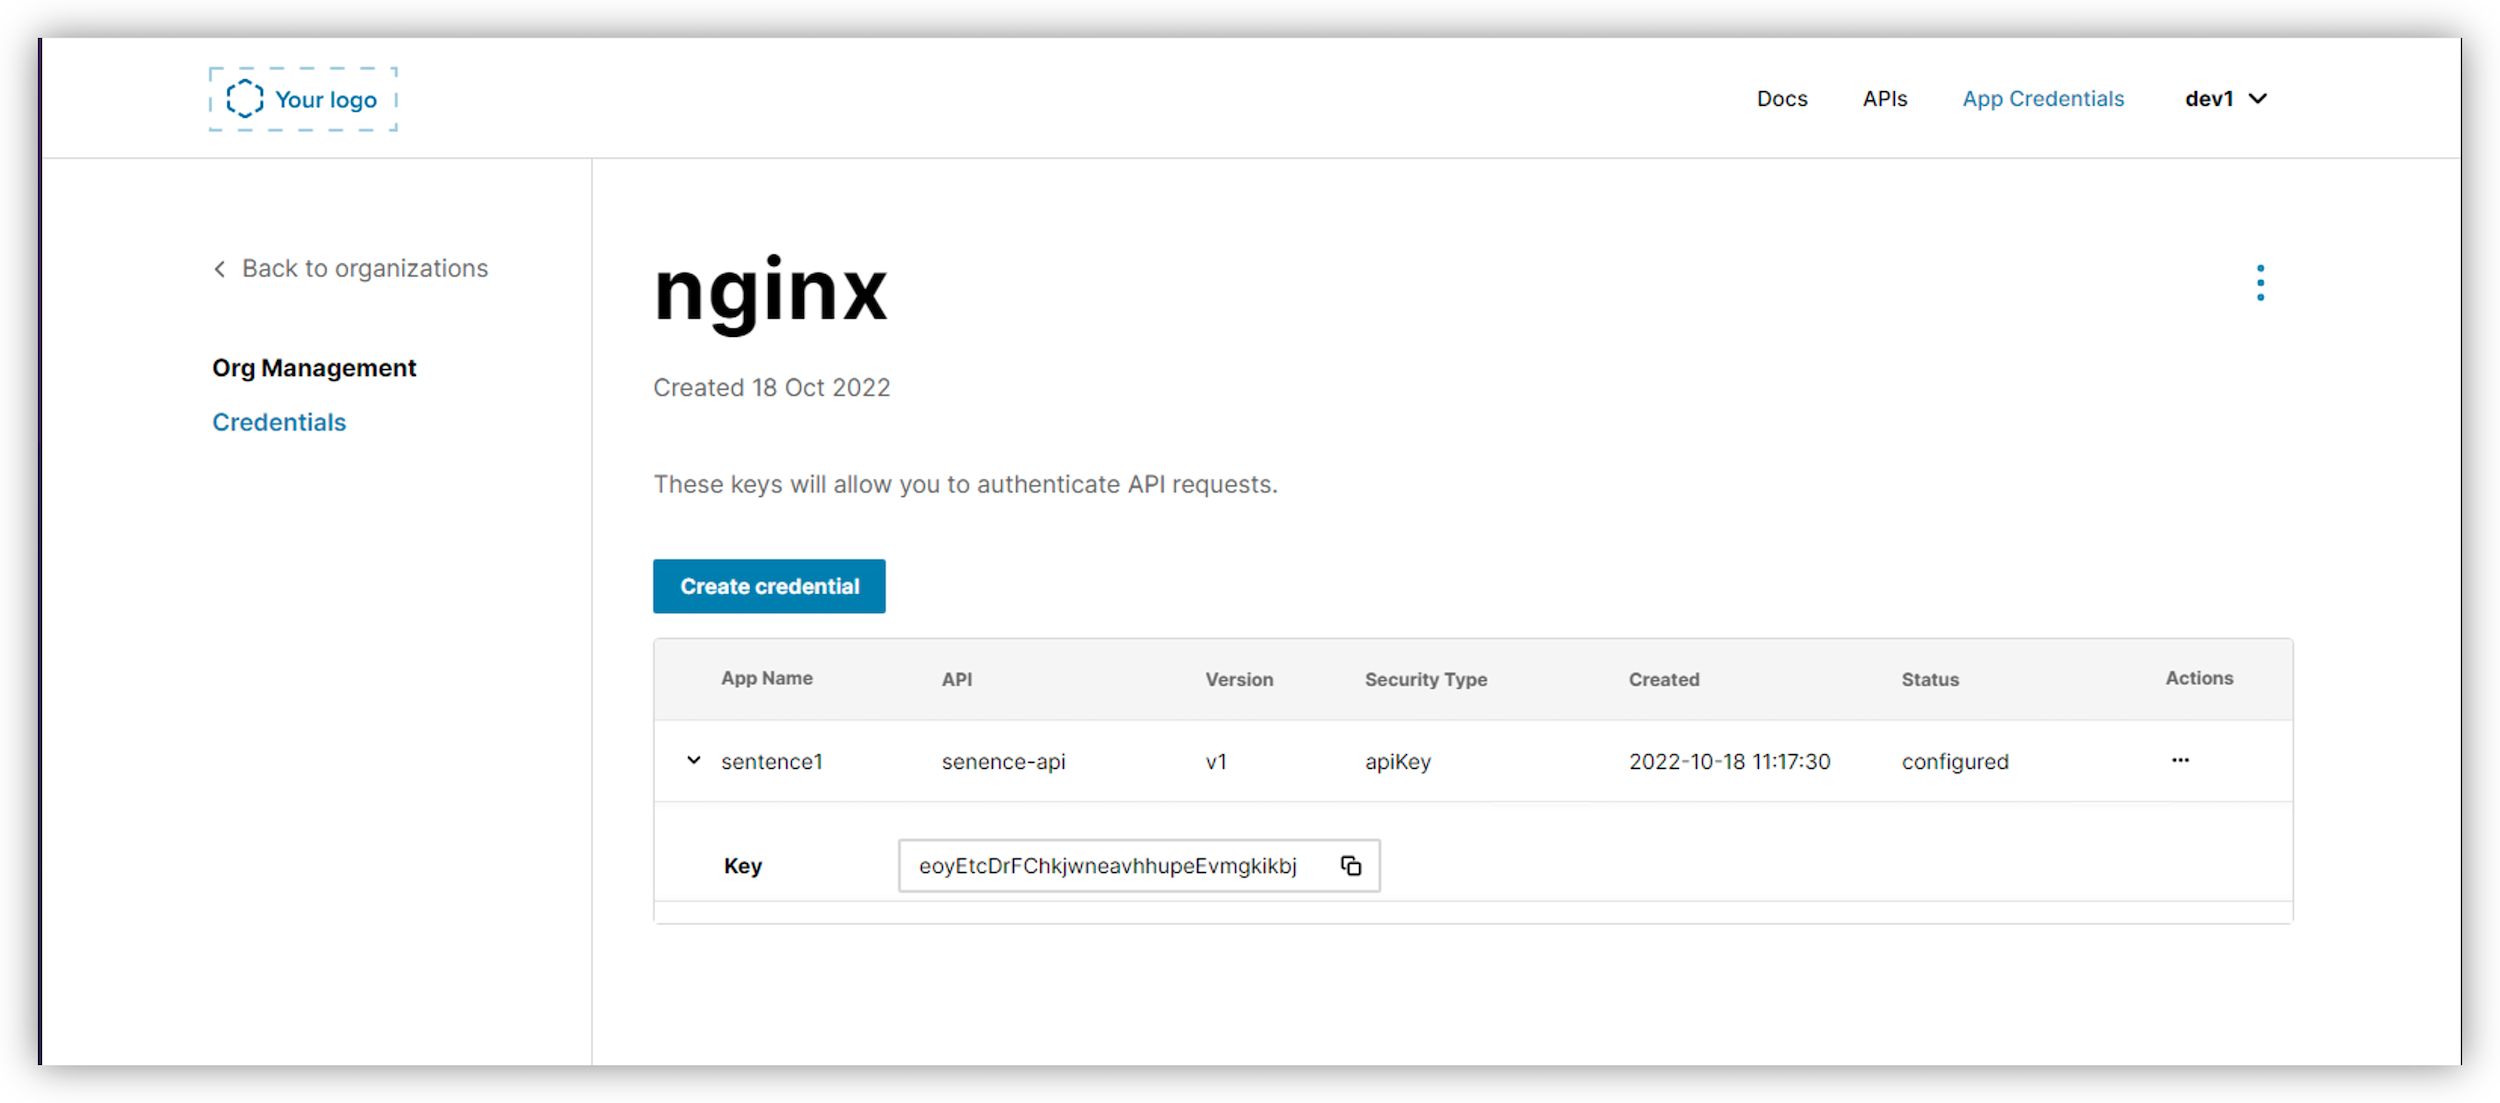 Your logo
Docs APIs App Credentials dev1
Back to organizations
Org Management
Credentials
nginx
Created 18 Oct 2022
These keys will allow you to authenticate API requests.
Create credential
App Name API Version Security Type Created Status Actions
sentence1 senence-api v1 apiKey 2022-10-18 11:17:30 configured ...
Key eoyEtcDrFChkjwneavhhupeEvmgkikbj